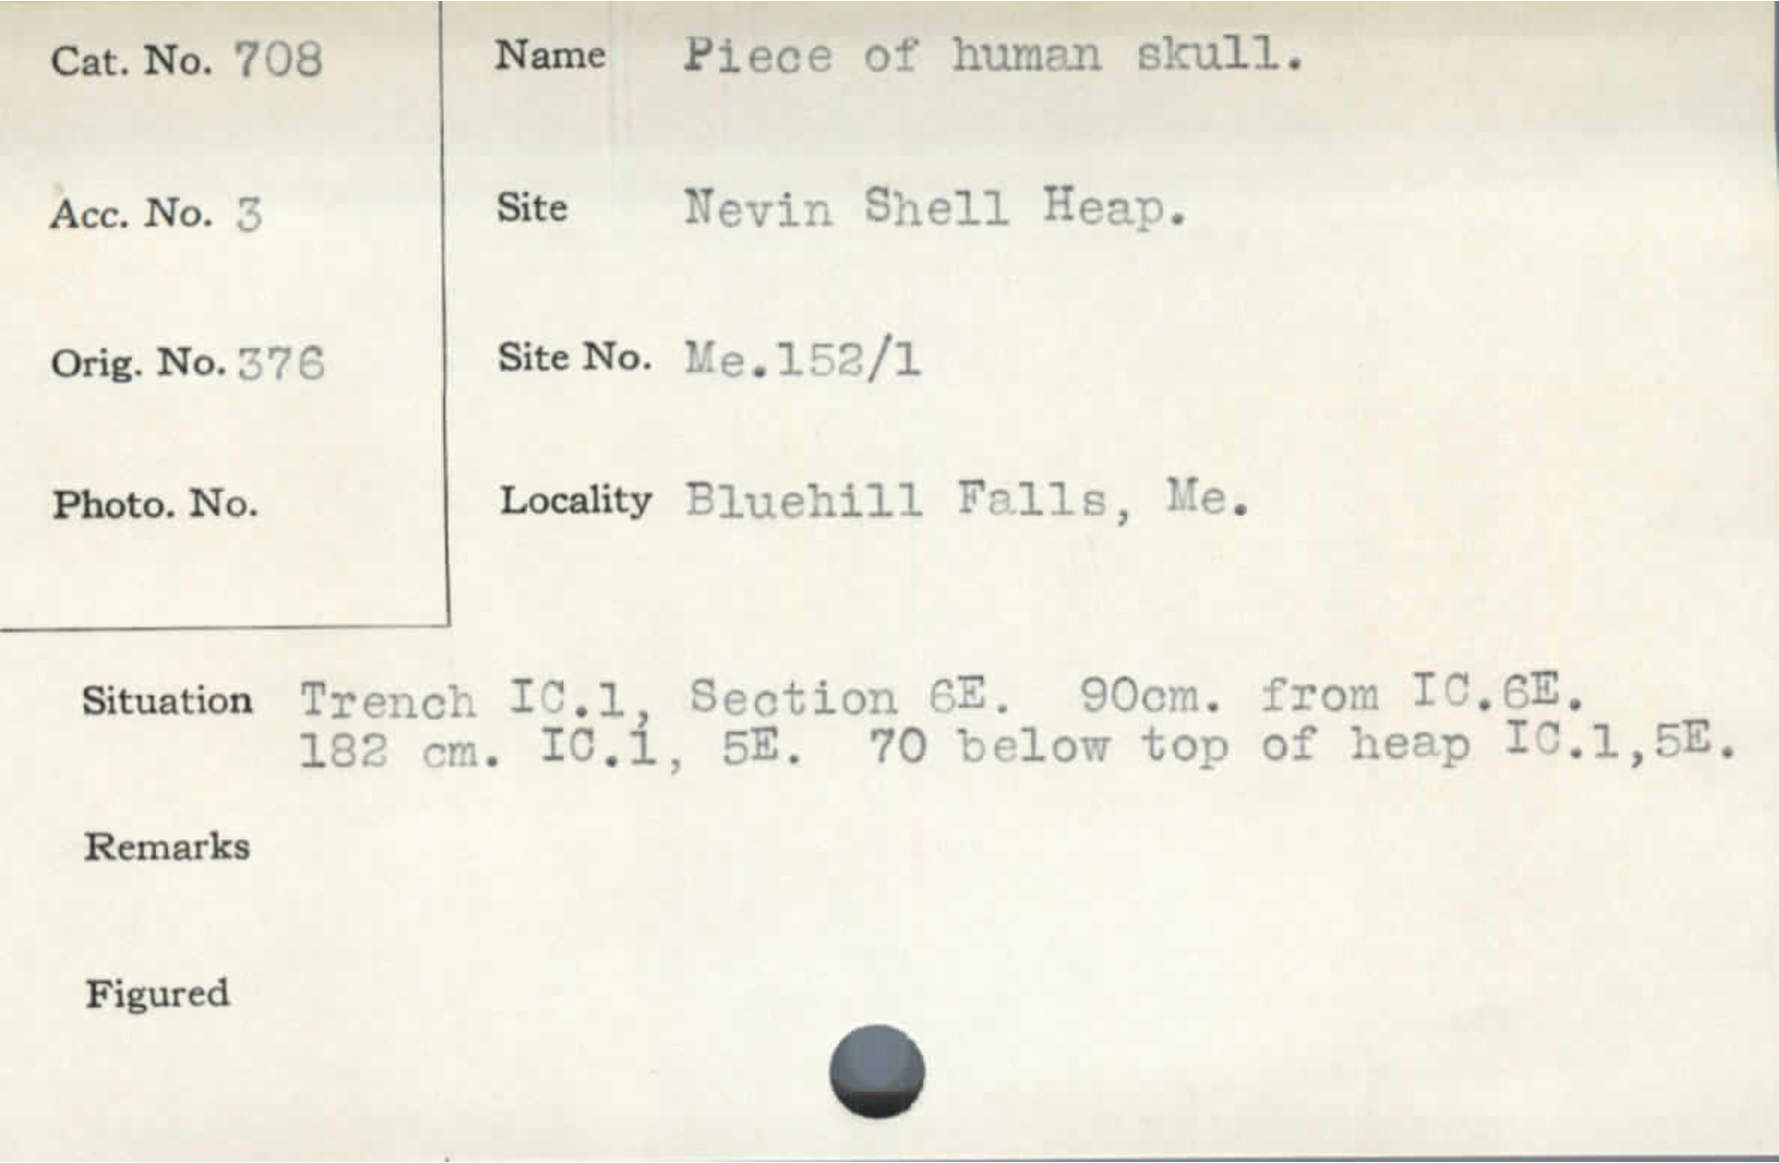 Cat. No. 708
Name Piece of human skull.
Acc. No. 3
Site Nevin Shell Heap.
Orig. No. 376
Site No. Me.152/1
Photo. No.
Locality Bluehill Falls, Me.
Situation Trench IC.1, Section 6E. 90cm. from IC.6E.
182 cm. IC.1, 5E. 70 below top of heap IC.1,5E.
Remarks
Figured